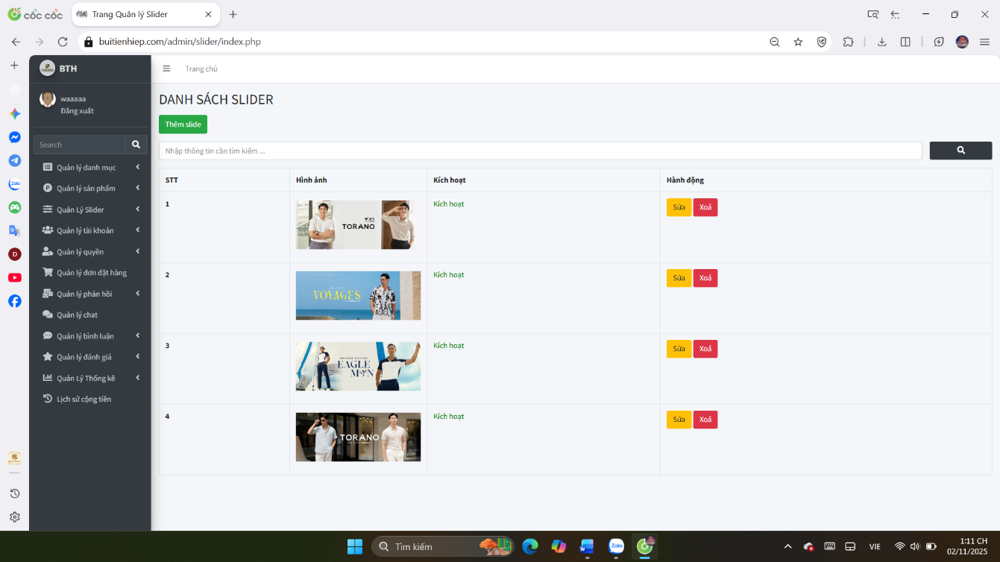 cốc cốc
Trang Quản lý Slider
buitienhiep.com/admin/slider/index.php
BTH
TORANO
waaaaa
Đăng xuất
Search
Quản lý danh mục
Quản lý sản phẩm
Quản Lý Slider
Quản lý tài khoản
Quản lý quyền
Quản lý đơn đặt hàng
Quản lý phản hồi
Quản lý chat
Quản lý bình luận
Quản lý đánh giá
Quản Lý Thống kê
Lịch sử cộng tiền
Zalo
D
Trang chủ
DANH SÁCH SLIDER
Thêm slide
Nhập thông tin cần tìm kiếm ...
STT Hình ảnh Kích hoạt Hành động
1 Kích hoạt Sửa Xoá
TORANO
2 Kích hoạt Sửa Xoá
VOYAGES
3 Kích hoạt Sửa Xoá
EAGLE
4 Kích hoạt Sửa Xoá
TORANO
Tìm kiếm
Zalo
VIE
1:11 CH
02/11/2025